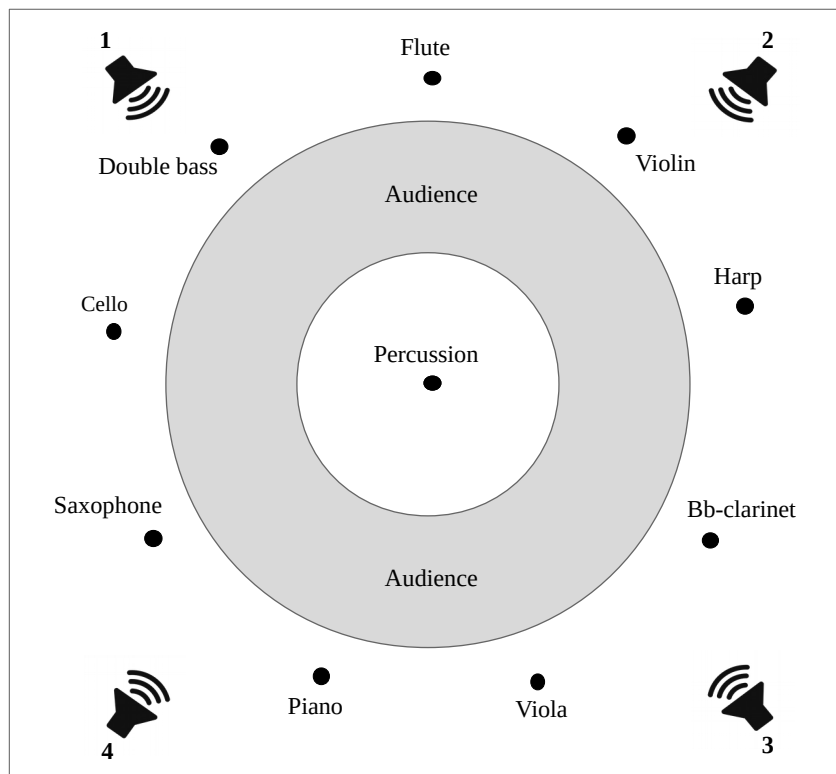 1
Flute
2
Double bass
Violin
Audience
Harp
Cello
Percussion
Saxophone
Bb-clarinet
Audience
Piano
Viola
4
3